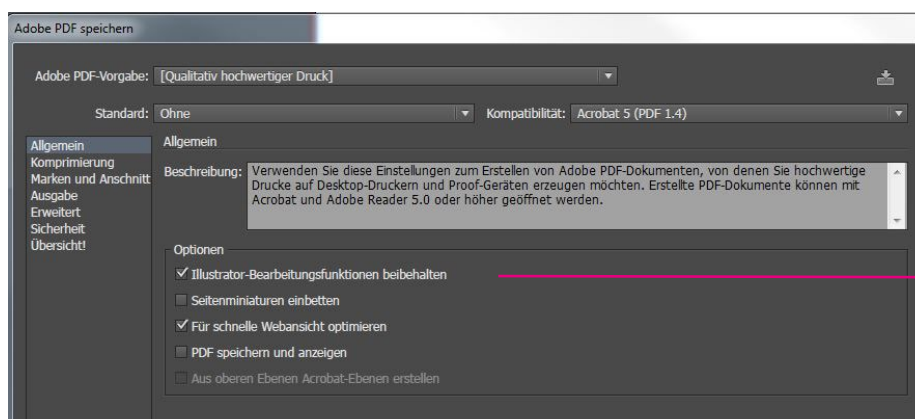 Adobe PDF speichern
Adobe PDF-Vorgabe: [Qualitativ hochwertiger Druck]
Standard: Ohne Kompatibilität: Acrobat 5 (PDF 1.4)
Allgemein
Komprimierung
Marken und Anschnitt
Ausgabe
Erweitert
Sicherheit
Übersicht!
Allgemein
Beschreibung: Verwenden Sie diese Einstellungen zum Erstellen von Adobe PDF-Dokumenten, von denen Sie hochwertige
Drucke auf Desktop-Druckern und Proof-Geräten erzeugen möchten. Erstellte PDF-Dokumente können mit
Acrobat und Adobe Reader 5.0 oder höher geöffnet werden.
Optionen
Illustrator-Bearbeitungsfunktionen beibehalten
Seitenminiaturen einbetten
Für schnelle Webansicht optimieren
PDF speichern und anzeigen
Aus oberen Ebenen Acrobat-Ebenen erstellen